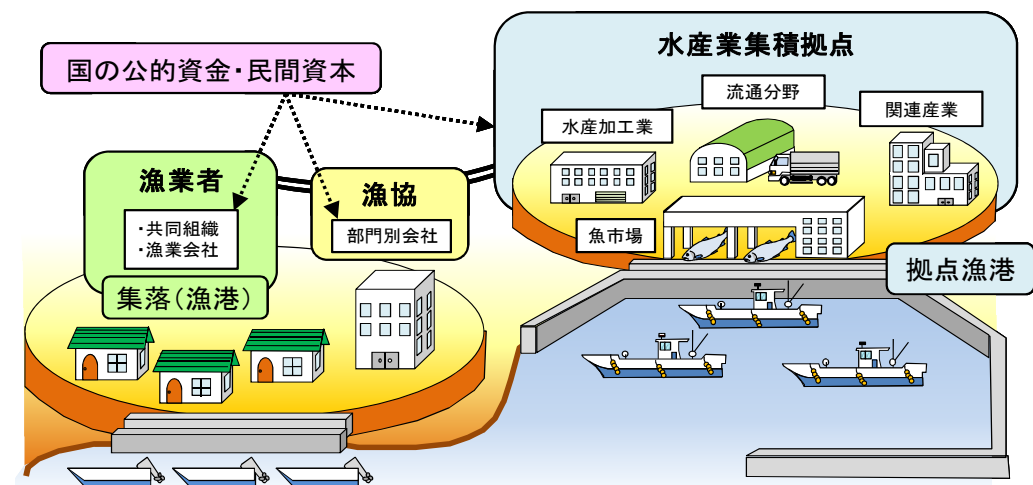 国の公的資金・民間資本
水産業集積拠点
流通分野
水産加工業
関連産業
漁業者
・共同組織
・漁業会社
漁協
部門別会社
魚市場
集落(漁港)
拠点漁港